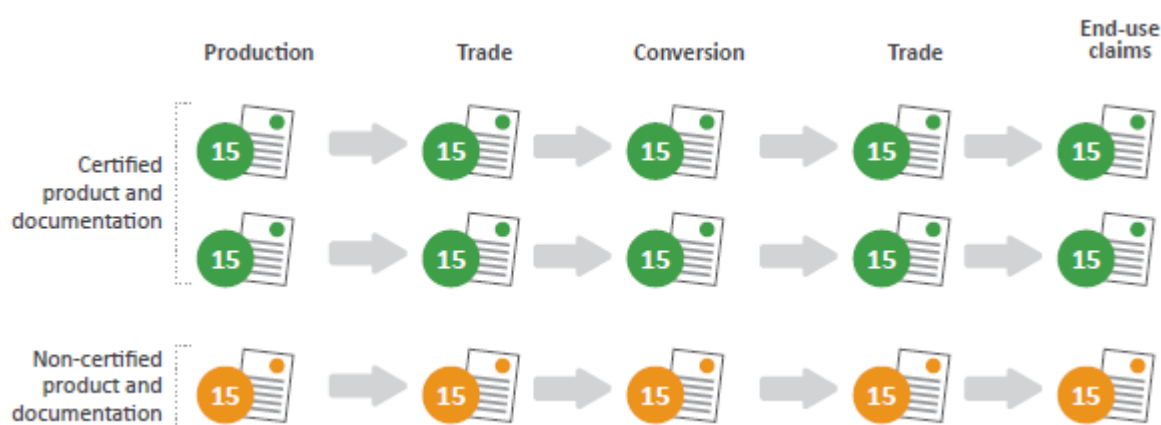 Production
Trade
Conversion
Trade
End-use
claims
Certified
product and
documentation
15
15
15
15
15
15
15
15
15
15
Non-certified
product and
documentation
15
15
15
15
15